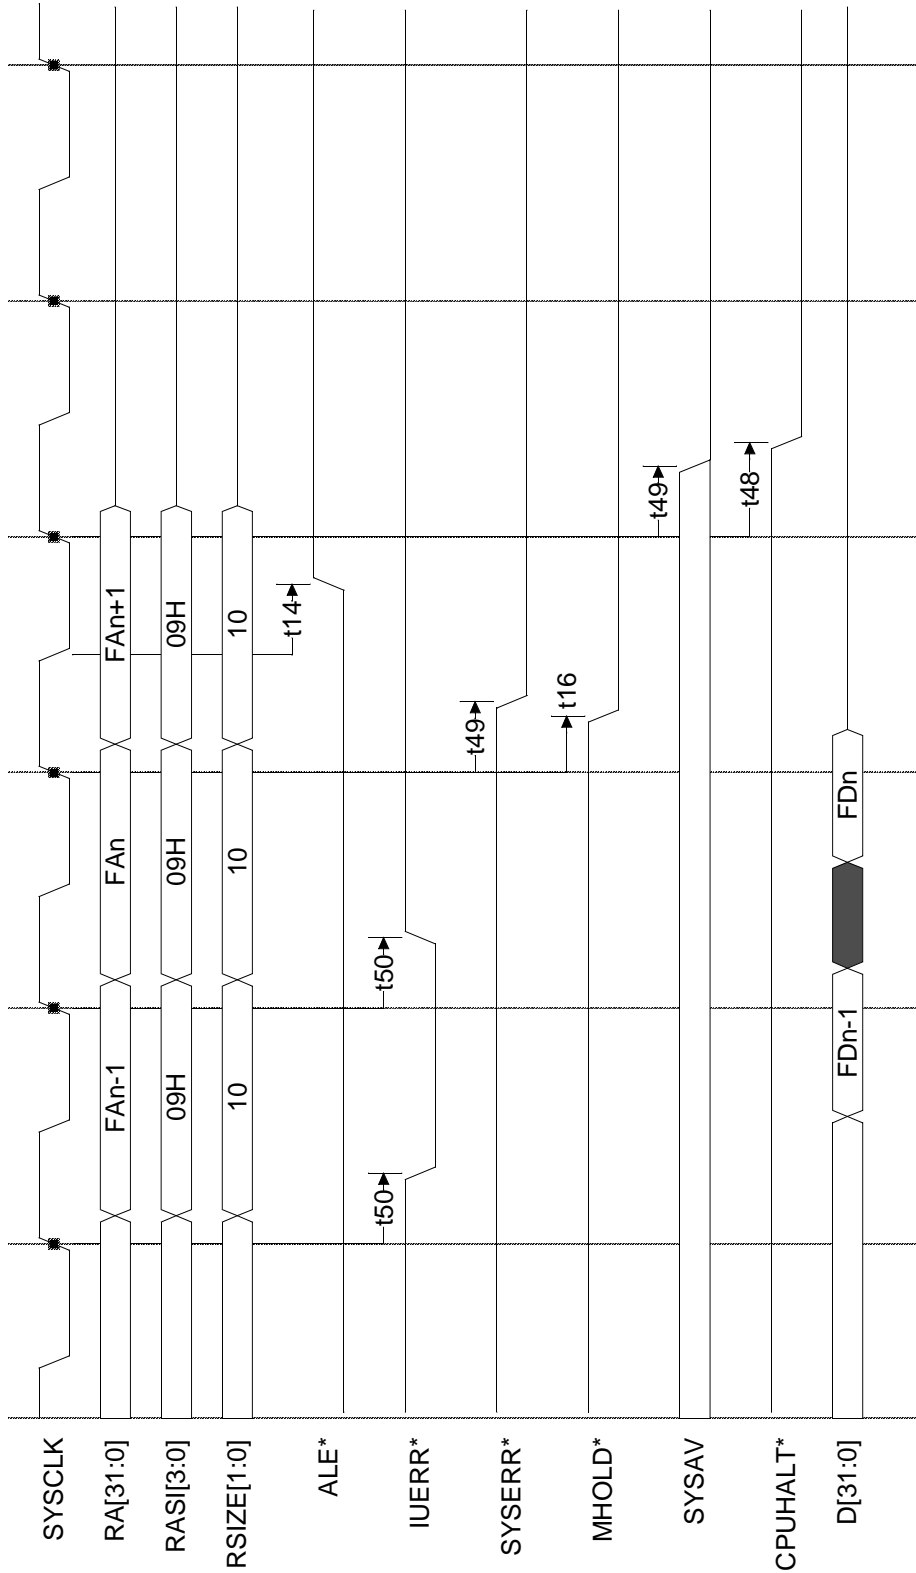 SYSCLK
RA[31:0] FAn-1 FAn FAn+1
RASI[3:0] 09H 09H 09H
RSIZE[1:0] 10 10 10
ALE* t14
IUERR* t50 t50
SYSERR* t49
MHOLD* t16
SYSAV t49
CPUHALT* t48
D[31:0] FDn-1 FDn